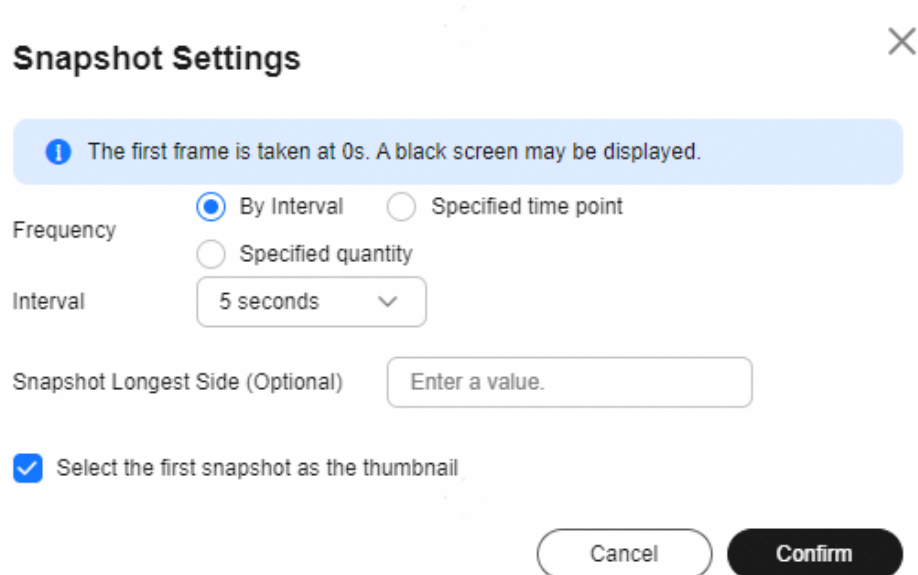 Snapshot Settings
The first frame is taken at 0s. A black screen may be displayed.
Frequency
By Interval
Specified time point
Specified quantity
Interval
5 seconds
Snapshot Longest Side (Optional)
Enter a value.
Select the first snapshot as the thumbnail
Cancel
Confirm